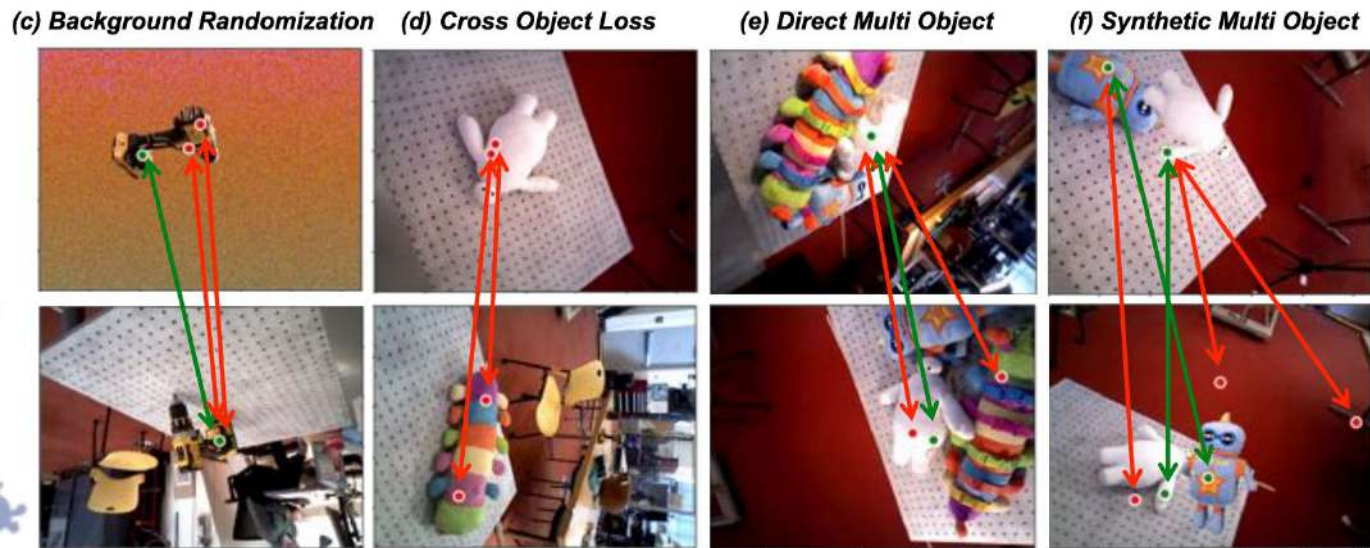 (c) Background Randomization (d) Cross Object Loss (e) Direct Multi Object (f) Synthetic Multi Object